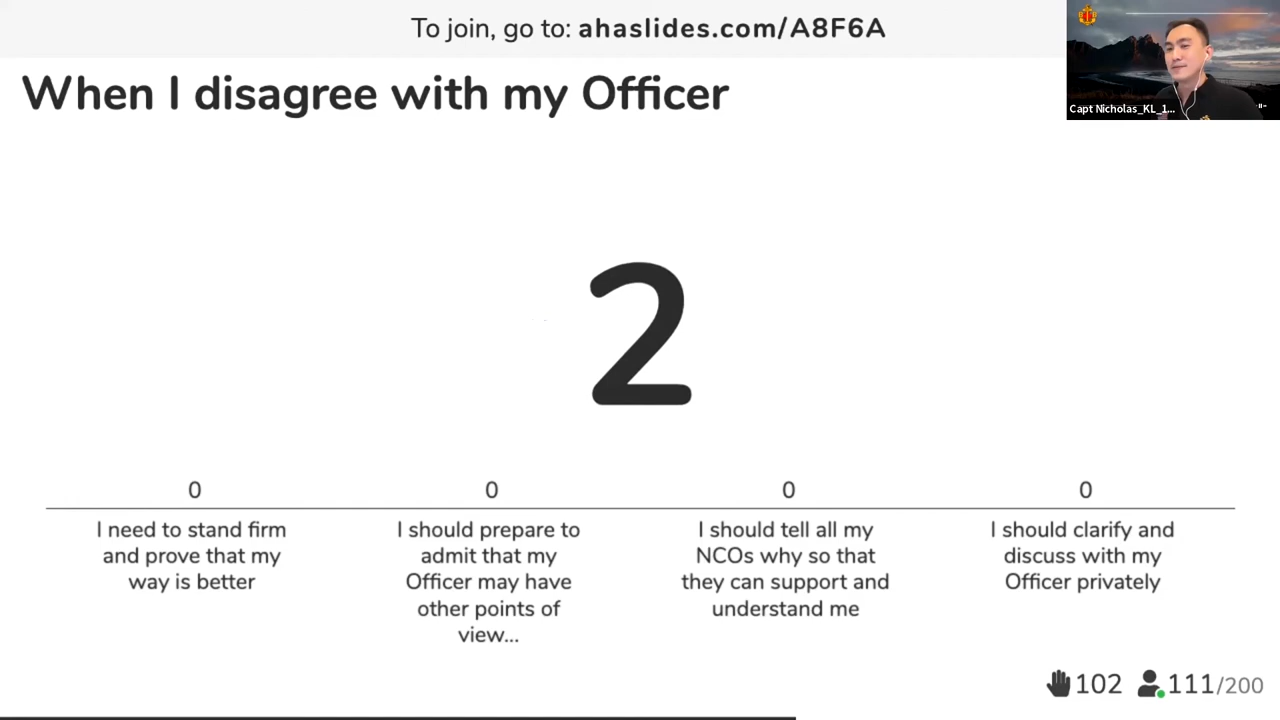 To join, go to: ahaslides.com/A8F6A
When I disagree with my Officer
Capt Nicholas_KL_1...
2
0
0
0
0
I need to stand firm
and prove that my
way is better
I should prepare to
admit that my
Officer may have
other points of
view...
I should tell all my
NCOs why so that
they can support and
understand me
I should clarify and
discuss with my
Officer privately
102
111/200